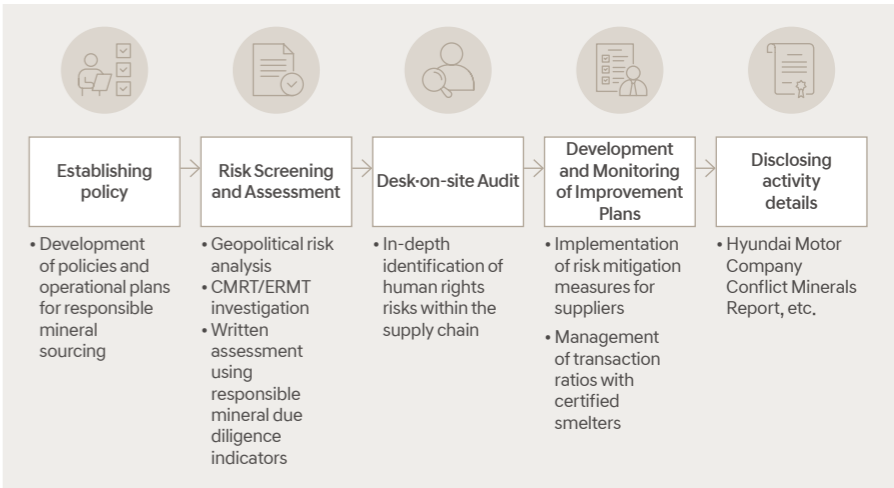 Establishing
policy
Risk Screening
and Assessment
Desk·on-site Audit
Development
and Monitoring
of Improvement
Plans
Disclosing
activity
details
• Development
of policies and
operational plans
for responsible
mineral
sourcing
• Geopolitical risk
analysis
• CMRT/ERMT
investigation
• Written
assessment
using
responsible
mineral due
diligence
indicators
• In-depth
identification of
human rights
risks within the
supply chain
• Implementation
of risk mitigation
measures for
suppliers
• Management
of transaction
ratios with
certified
smelters
• Hyundai Motor
Company
Conflict Minerals
Report, etc.